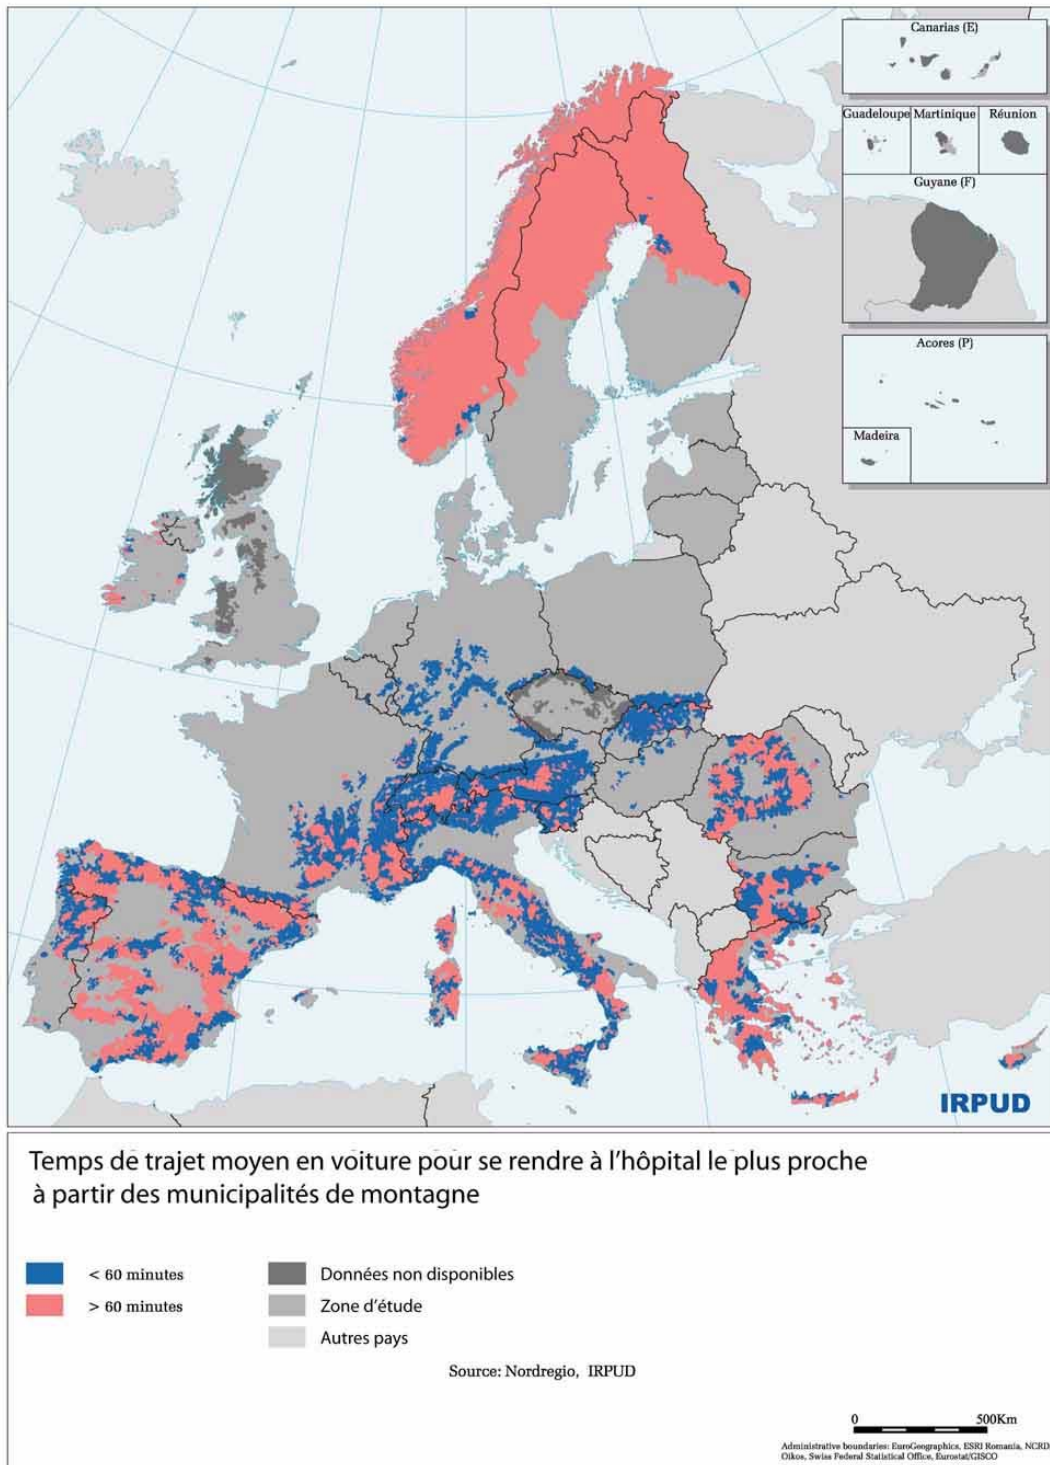 Canarias (E)
Guadeloupe
Martinique
Réunion
Guyane (F)
Acores (P)
Madeira
IRPUD
Temps de trajet moyen en voiture pour se rendre à l'hôpital le plus proche
à partir des municipalités de montagne
< 60 minutes
> 60 minutes
Données non disponibles
Zone d'étude
Autres pays
Source: Nordregio, IRPUD
0 500Km
Administrative boundaries: EuroGeographics, ESRI Romania, NCRD
Oikos, Swiss Federal Statistical Office, Eurostat/GISCO